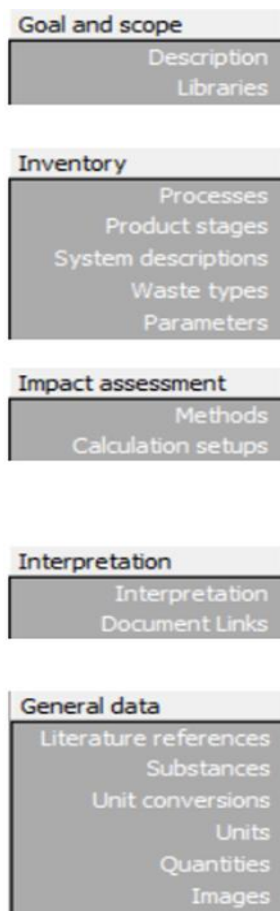 Goal and scope
Description
Libraries
Inventory
Processes
Product stages
System descriptions
Waste types
Parameters
Impact assessment
Methods
Calculation setups
Interpretation
Interpretation
Document Links
General data
Literature references
Substances
Unit conversions
Units
Quantities
Images